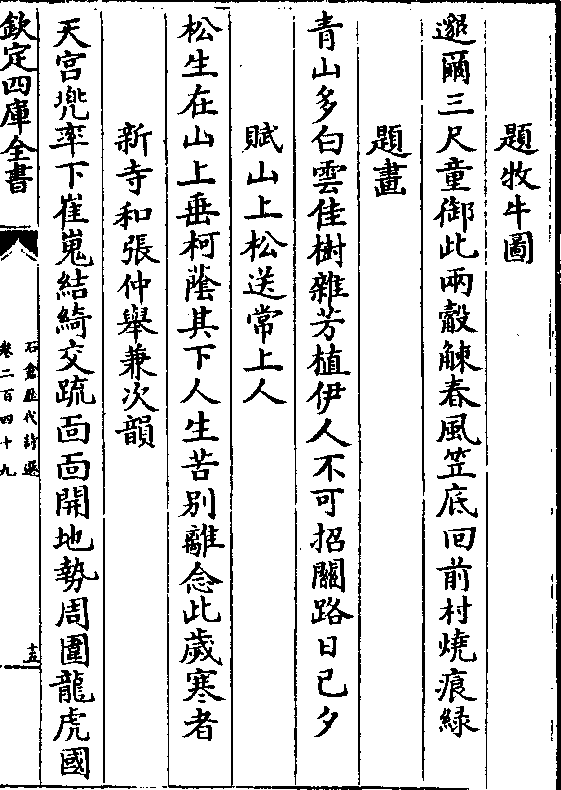 題牧牛圖
邈爾三尺童御此兩觳觫春風笠底回前村燒痕緑
題畫
青山多白雲佳樹雜芳植伊人不可招關路日已夕
賦山上松送常上人
松生在山上垂柯蔭其下人生苦別離念此歲寒者
新寺和張仲舉兼次韻
天宫兠率下崔嵬結綺交疏面面開地勢周圍龍虎國
欽定四庫全書
石倉歷代詩選
卷二百四十九